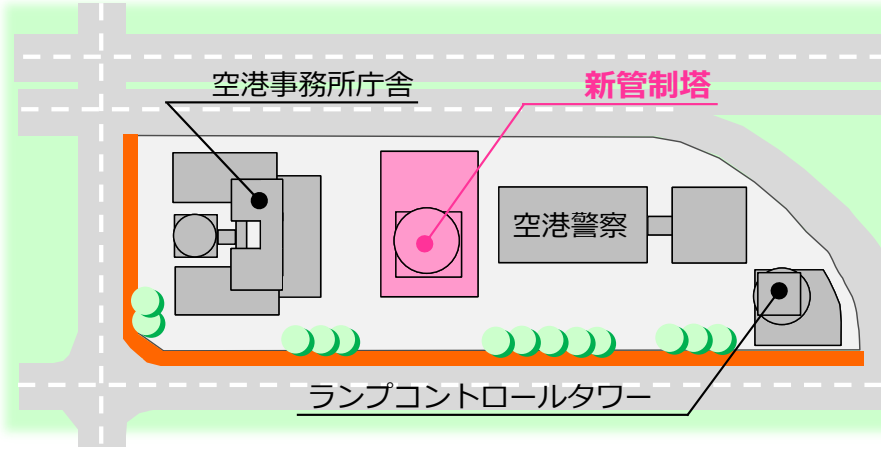 空港事務所庁舎
新管制塔
空港警察
ランプコントロールタワー